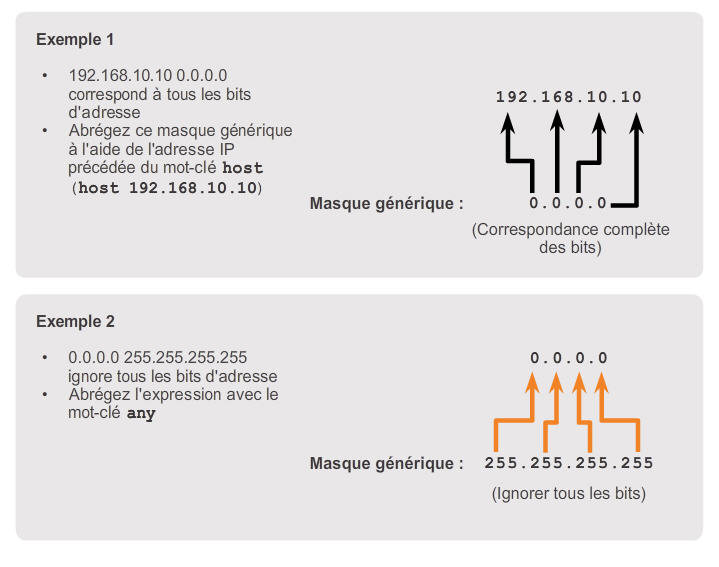 Exemple 1
• 192.168.10.10 0.0.0.0
correspond à tous les bits
d'adresse
• Abrégez ce masque générique
à l'aide de l'adresse IP
précédée du mot-clé host
(host 192.168.10.10)
192.168.10.10
Masque générique : 0.0.0.0
(Correspondance complète
des bits)
Exemple 2
• 0.0.0.0 255.255.255.255
ignore tous les bits d'adresse
• Abrégez l'expression avec le
mot-clé any
0.0.0.0
Masque générique : 255.255.255.255
(Ignorer tous les bits)